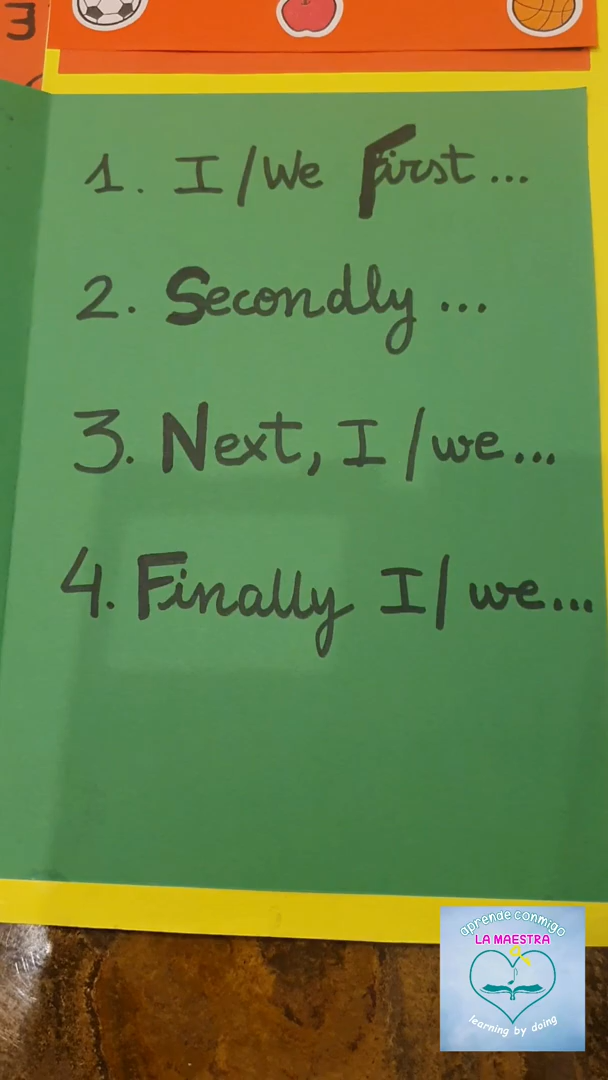 1. I/We First...
2. Secondly...
3. Next, I/we...
4. Finally I/we...
aprende conmigo
LA MAESTRA
learning by doing